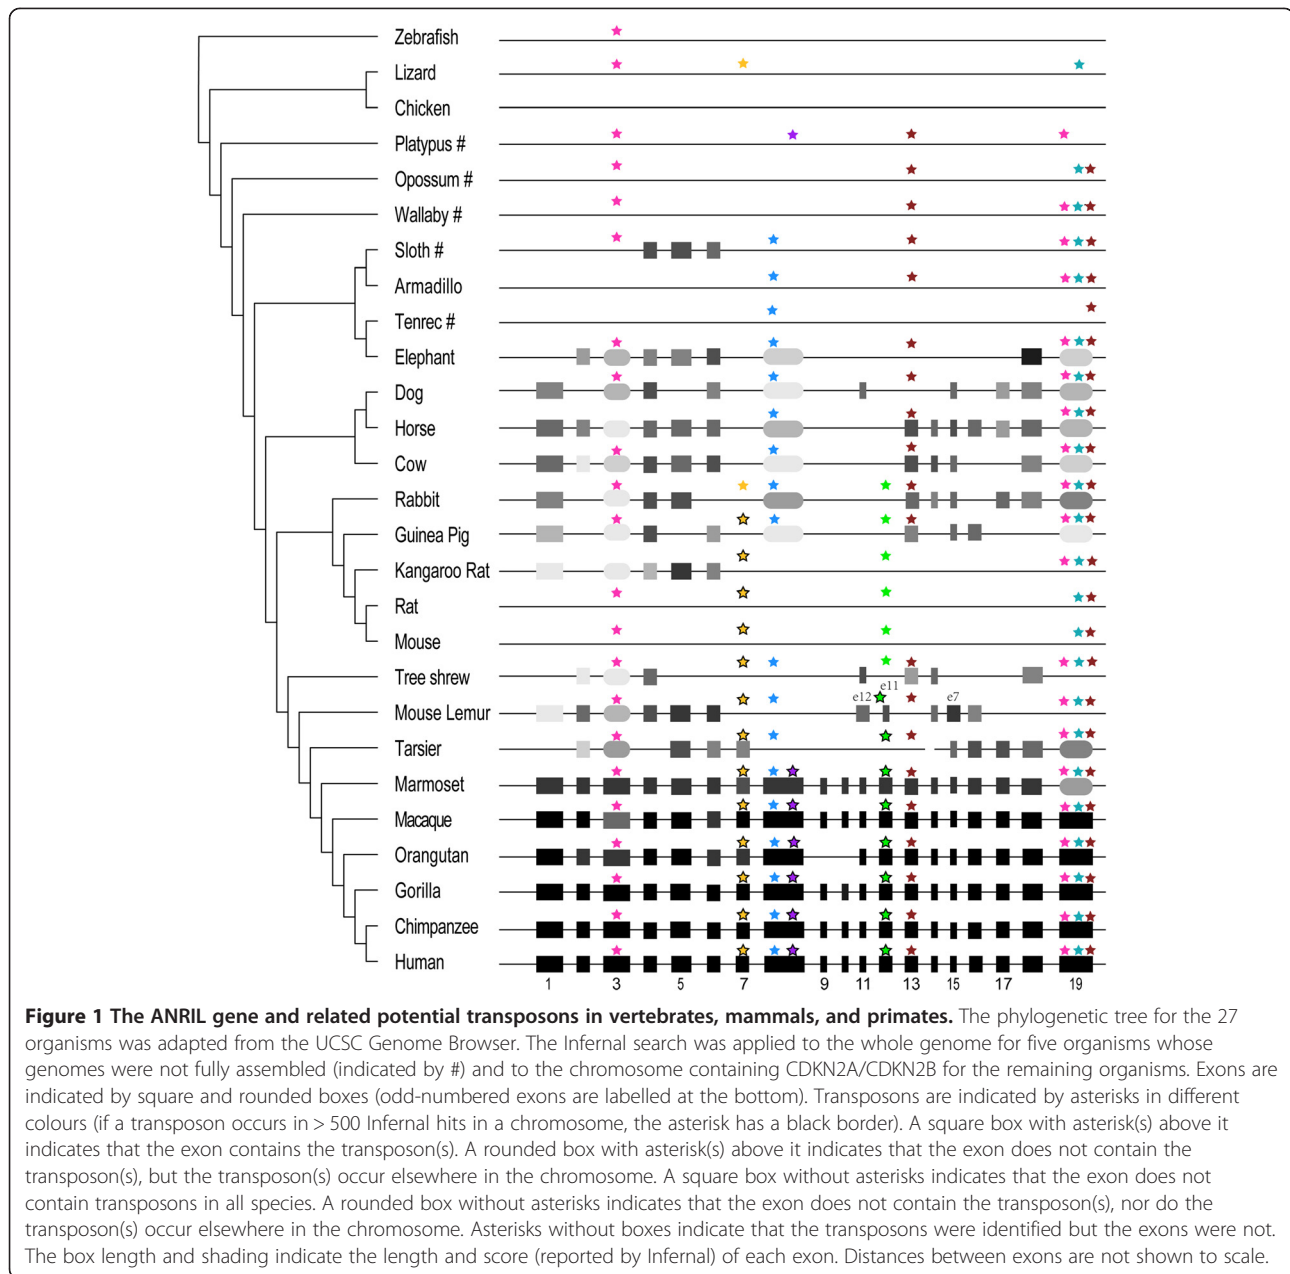 Zebrafish
Lizard
Chicken
Platypus #
Opossum #
Wallaby #
Sloth #
Armadillo
Tenrec #
Elephant
Dog
Horse
Cow
Rabbit
Guinea Pig
Kangaroo Rat
Rat
Mouse
Tree shrew
e11
Mouse Lemur e12 e7
Tarsier
Marmoset
Macaque
Orangutan
Gorilla
Chimpanzee
Human
1 3 5 7 9 11 13 15 17 19
Figure 1 The ANRIL gene and related potential transposons in vertebrates, mammals, and primates. The phylogenetic tree for the 27
organisms was adapted from the UCSC Genome Browser. The Infernal search was applied to the whole genome for five organisms whose
genomes were not fully assembled (indicated by #) and to the chromosome containing CDKN2A/CDKN2B for the remaining organisms. Exons are
indicated by square and rounded boxes (odd-numbered exons are labelled at the bottom). Transposons are indicated by asterisks in different
colours (if a transposon occurs in > 500 Infernal hits in a chromosome, the asterisk has a black border). A square box with asterisk(s) above it
indicates that the exon contains the transposon(s). A rounded box with asterisk(s) above it indicates that the exon does not contain the
transposon(s), but the transposon(s) occur elsewhere in the chromosome. A square box without asterisks indicates that the exon does not
contain transposons in all species. A rounded box without asterisks indicates that the exon does not contain the transposon(s), nor do the
transposon(s) occur elsewhere in the chromosome. Asterisks without boxes indicate that the transposons were identified but the exons were not.
The box length and shading indicate the length and score (reported by Infernal) of each exon. Distances between exons are not shown to scale.